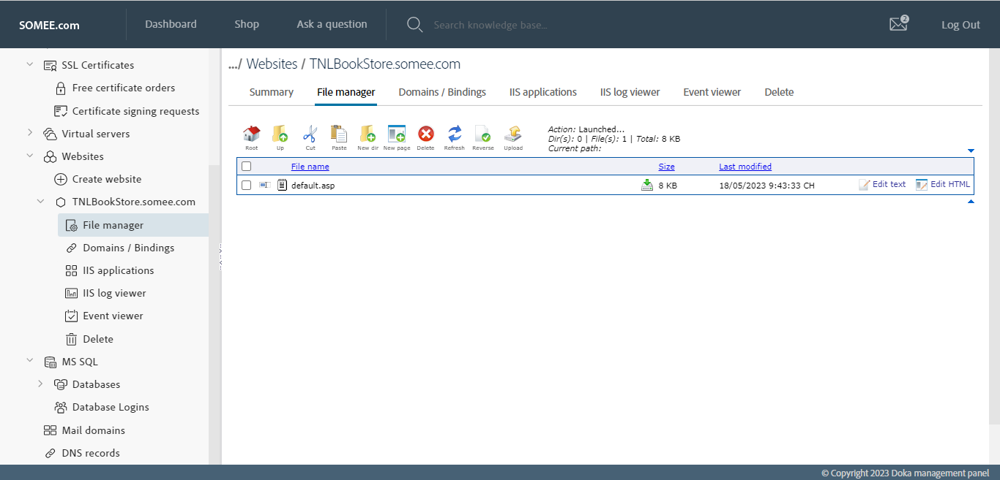 SOMEE.com
Dashboard
Shop
Ask a question
Search knowledge base...
2
Log Out
SSL Certificates
Free certificate orders
Certificate signing requests
Virtual servers
Websites
Create website
TNLBookStore.somee.com
File manager
Domains / Bindings
IIS applications
IIS log viewer
Event viewer
Delete
MS SQL
Databases
Database Logins
Mail domains
DNS records
.../ Websites / TNLBookStore.somee.com
Summary File manager Domains / Bindings IIS applications IIS log viewer Event viewer Delete
Root Up Cut Paste New dir New page Delete Refresh Reverse Upload
Action: Launched...
Dir(s): 0 | File(s): 1 | Total: 8 KB
Current path:
File name Size Last modified
default.asp 8 KB 18/05/2023 9:43:33 CH Edit text Edit HTML
© Copyright 2023 Doka management panel